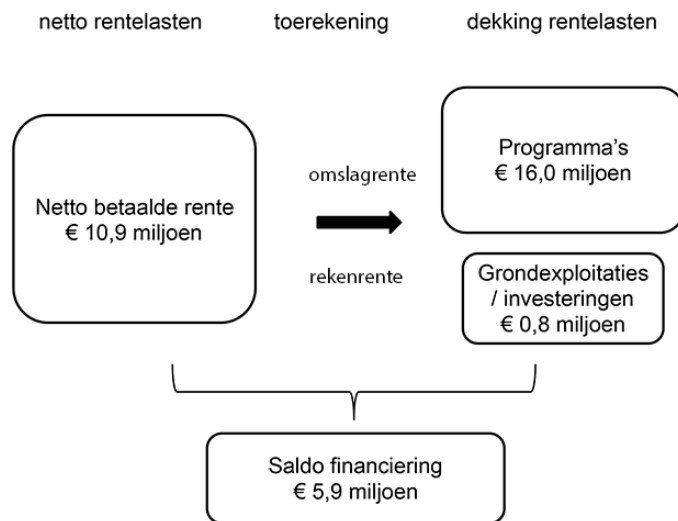 netto rentelasten
toerekening
dekking rentelasten
Netto betaalde rente
€ 10,9 miljoen
omslagrente
rekenrente
Programma's
€ 16,0 miljoen
Grondexploitaties
/ investeringen
€ 0,8 miljoen
Saldo financiering
€ 5,9 miljoen